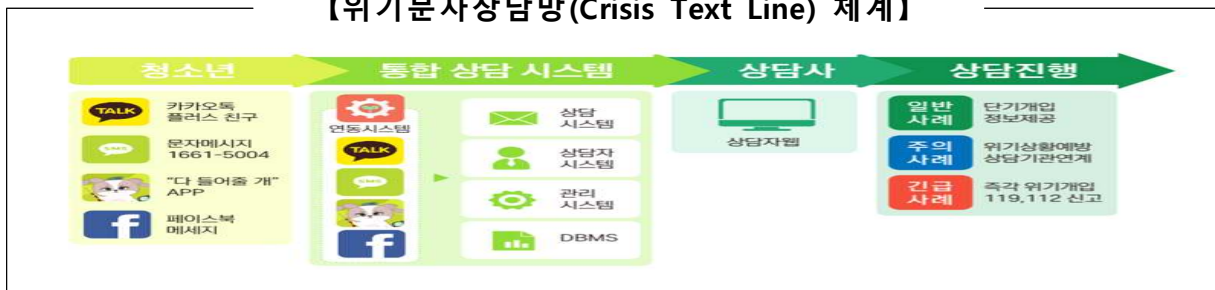 【위기문자상담망(Crisis Text Line) 체계】
청소년
통합 상담 시스템
상담사
상담진행
TALK
카카오톡
플러스 친구
SMS
문자메시지
1661-5004
"다 들어줄 개"
APP
f
페이스북
메세지
연동시스템
TALK
SMS
f
상담
시스템
상담자
시스템
관리
시스템
DBMS
상담자웹
일반
사례
단기개입
정보제공
주의
사례
위기상황예방
상담기관연계
긴급
사례
즉각 위기개입
119,112 신고